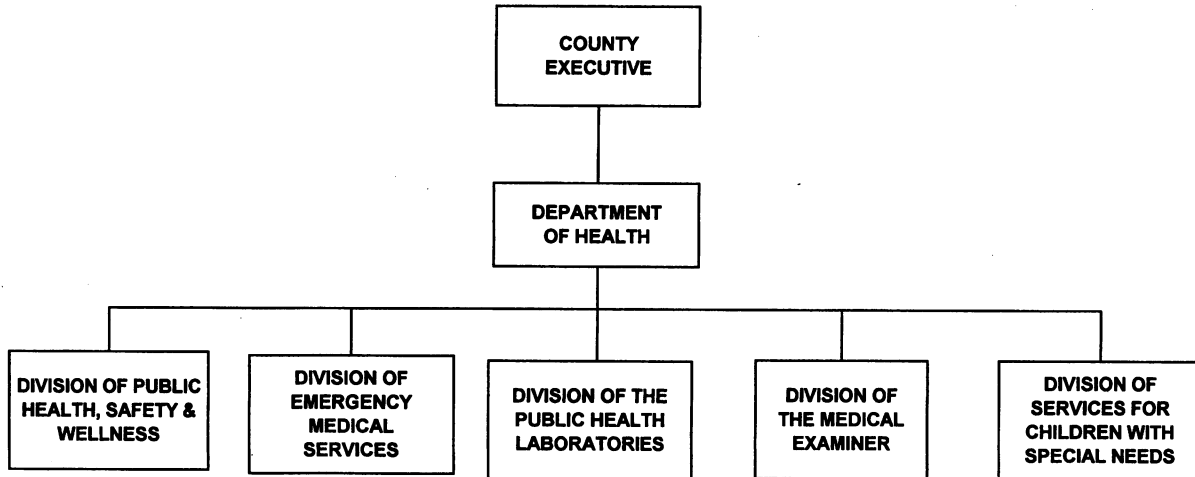 COUNTY
EXECUTIVE
DEPARTMENT
OF HEALTH
DIVISION OF PUBLIC
HEALTH, SAFETY &
WELLNESS
DIVISION OF
EMERGENCY
MEDICAL
SERVICES
DIVISION OF THE
PUBLIC HEALTH
LABORATORIES
DIVISION OF
THE MEDICAL
EXAMINER
DIVISION OF
SERVICES FOR
CHILDREN WITH
SPECIAL NEEDS